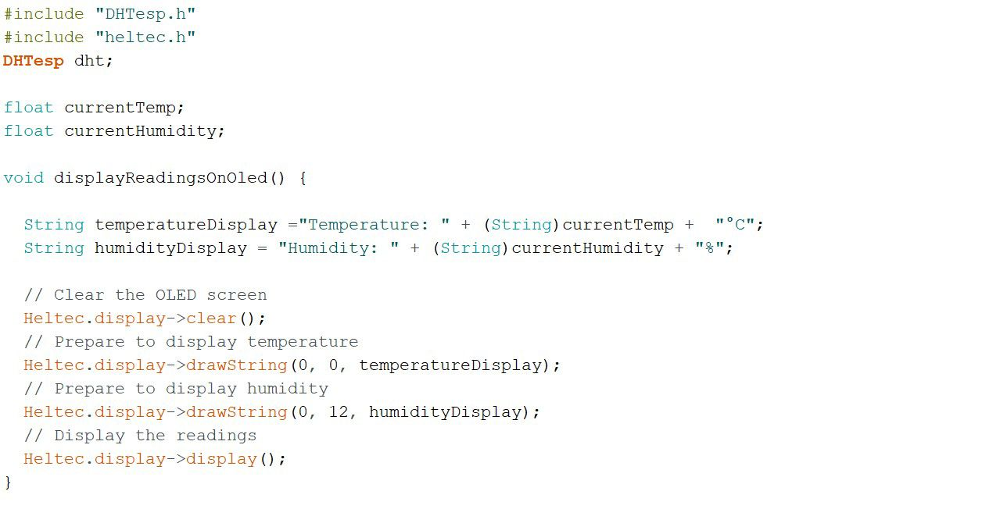 #include "DHTesp.h"
#include "heltec.h"
DHTesp dht;

float currentTemp;
float currentHumidity;

void displayReadingsOnOled() {

  String temperatureDisplay ="Temperature: " + (String)currentTemp +  "°C";
  String humidityDisplay = "Humidity: " + (String)currentHumidity + "%";

  // Clear the OLED screen
  Heltec.display->clear();
  // Prepare to display temperature
  Heltec.display->drawString(0, 0, temperatureDisplay);
  // Prepare to display humidity
  Heltec.display->drawString(0, 12, humidityDisplay);
  // Display the readings
  Heltec.display->display();
}